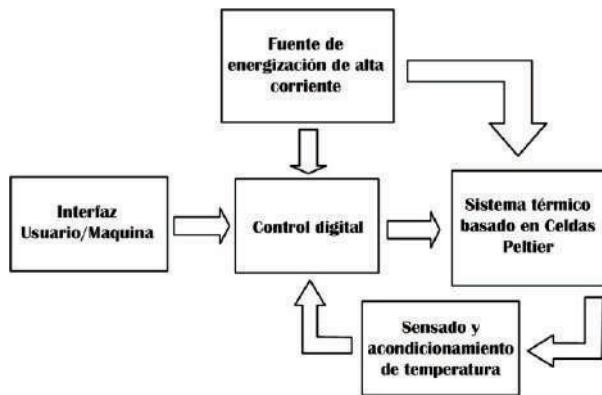 Fuente de
energización de alta
corriente
Interfaz
Usuario/Maquina
Control digital
Sistema térmico
basado en Celdas
Peltier
Sensado y
acondicionamiento
de temperatura